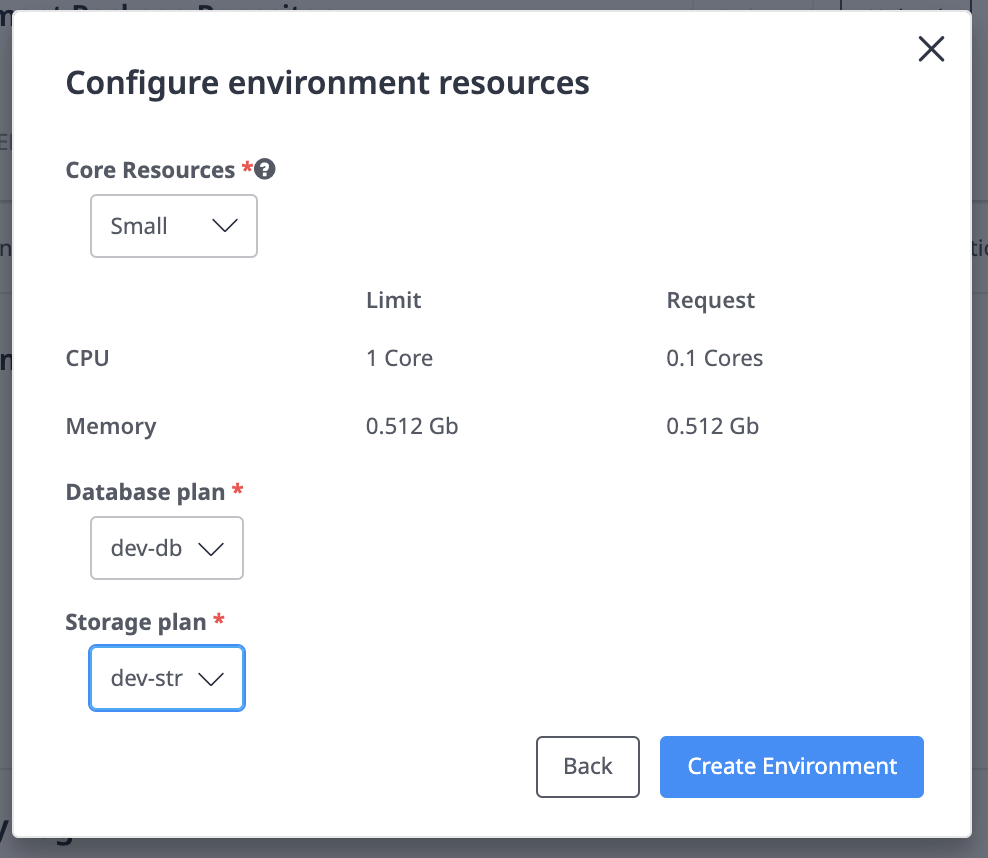 Configure environment resources
Core Resources *
Small
Limit Request
CPU 1 Core 0.1 Cores
Memory 0.512 Gb 0.512 Gb
Database plan *
dev-db
Storage plan *
dev-str
Back Create Environment